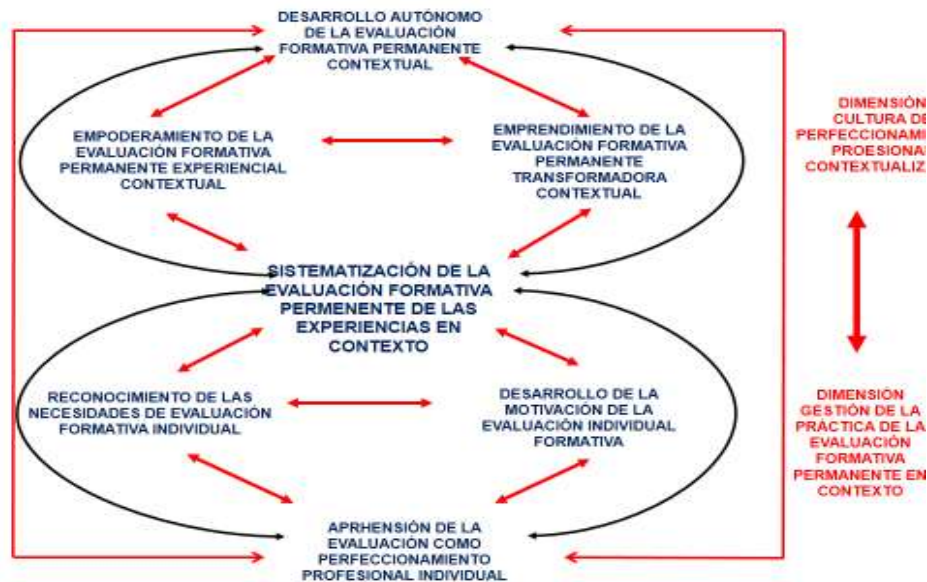 DESARROLLO AUTÓNOMO
DE LA EVALUACIÓN
FORMATIVA PERMANENTE
CONTEXTUAL
EMPODERAMIENTO DE LA
EVALUACIÓN FORMATIVA
PERMANENTE EXPERIENCIAL
CONTEXTUAL
EMPRENDIMIENTO DE LA
EVALUACIÓN FORMATIVA
PERMANENTE
TRANSFORMADORA
CONTEXTUAL
DIMENSIÓN
CULTURA DE
PERFECCIONAMI
PROESIONA
CONTEXTUALIZ
SISTEMATIZACIÓN DE LA
EVALUACIÓN FORMATIVA
PERMENENTE DE LAS
EXPERIENCIAS EN
CONTEXTO
RECONOCIMIENTO DE LAS
NECESIDADES DE EVALUACIÓN
FORMATIVA INDIVIDUAL
DESARROLLO DE LA
MOTIVACIÓN DE LA
EVALUACIÓN INDIVIDUAL
FORMATIVA
DIMENSIÓN
GESTIÓN DE LA
PRÁCTICA DE LA
EVALUACIÓN
FORMATIVA
PERMANENTE EN
CONTEXTO
APRHENSIÓN DE LA
EVALUACIÓN COMO
PERFECCIONAMIENTO
PROFESIONAL INDIVIDUAL